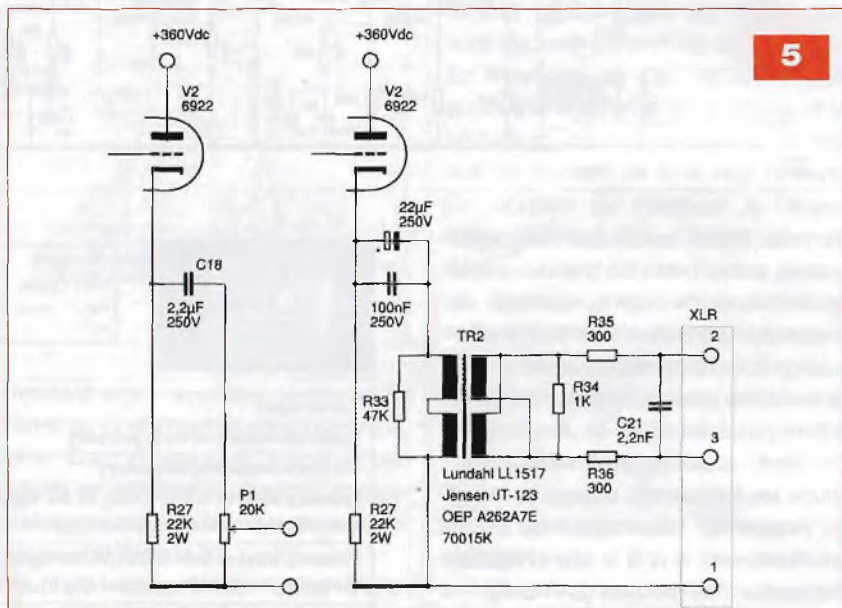 5
+360Vdc
V2
6922
C18
2,2µF
250V
R27
22K
2W
P1
20K
+360Vdc
V2
6922
22µF
250V
100nF
250V
R33
47K
TR2
Lundahl LL1517
Jensen JT-123
OEP A262A7E
70015K
R27
22K
2W
R34
1K
R35
300
R36
300
C21
2,2nF
XLR
2
3
1